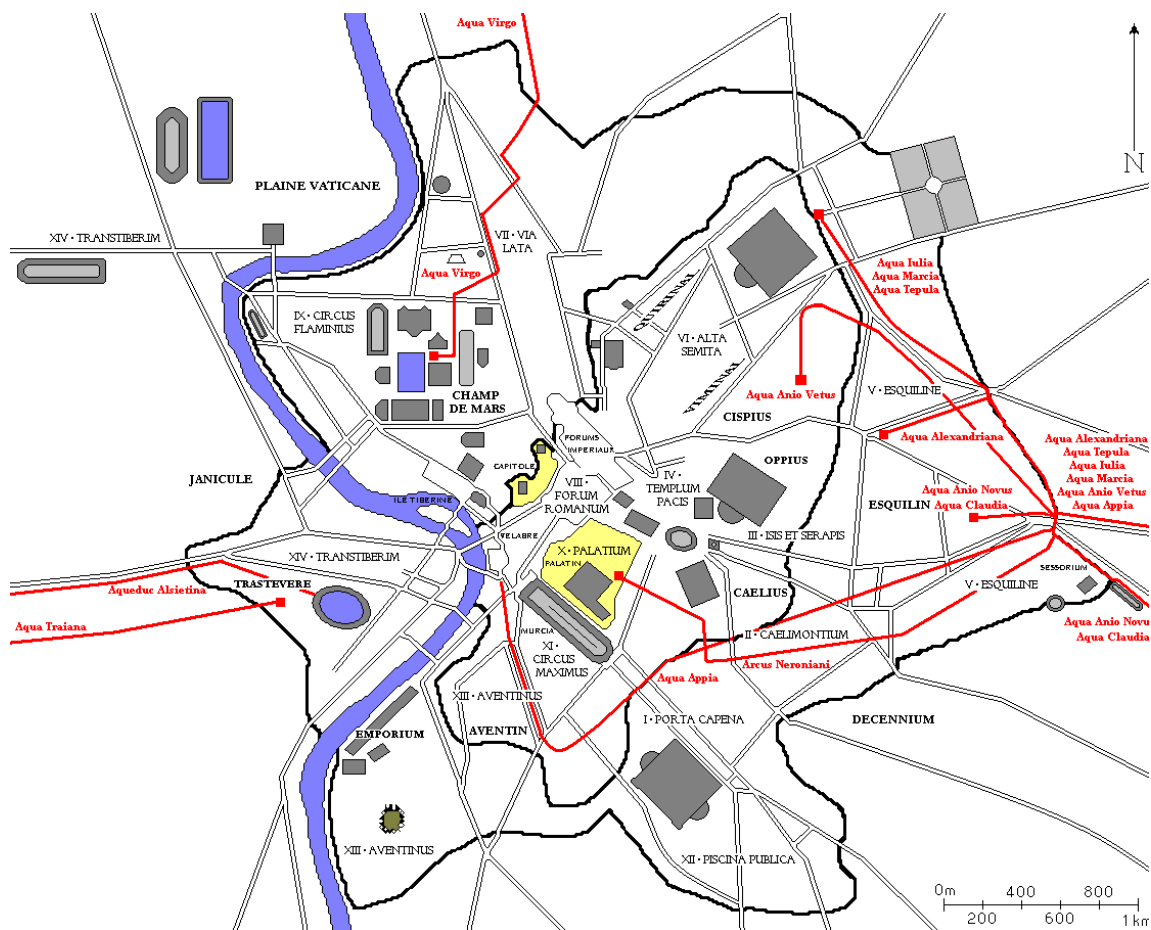 Aqua Virgo
N
PLAINE VATICANE
XIV · TRANSTIBERIM
VII · VIA
LATA
Aqua Virgo
Aqua Iulia
Aqua Marcia
Aqua Tepula
QUIRINAL
IX · CIRCUS
FLAMINIUS
VI · ALTA
SEMITA
VIMINAL
CHAMP
DE MARS
Aqua Anio Vetus
V · ESQUILINE
CISPIUS
Aqua Alexandriana
Aqua Alexandriana
Aqua Tepula
Aqua Iulia
Aqua Marcia
Aqua Anio Vetus
Aqua Appia
FORUMS
IMPERIAUX
CAPITOLE
OPPIUS
JANICULE
VIII ·
FORUM
ROMANUM
IV ·
TEMPLUM
PACIS
ESQUILIN
Aqua Anio Novus
Aqua Claudia
ILE TIBERINE
VELABRE
III · ISIS ET SERAPIS
XIV · TRANSTIBERIM
X · PALATIUM
PALATIN
TRASTEVERE
Aqueduc Alsietina
SESSORIUM
V · ESQUILINE
CAELIUS
Aqua Traiana
Aqua Anio Novus
Aqua Claudia
MURCIA
XI ·
CIRCUS
MAXIMUS
II · CAELIMONTIUM
Aqua Appia
Arcus Neroniani
XIII · AVENTINUS
I · PORTA CAPENA
DECENNIUM
EMPORIUM
AVENTIN
XIII · AVENTINUS
XII · PISCINA PUBLICA
0m 400 800
200 600 1km